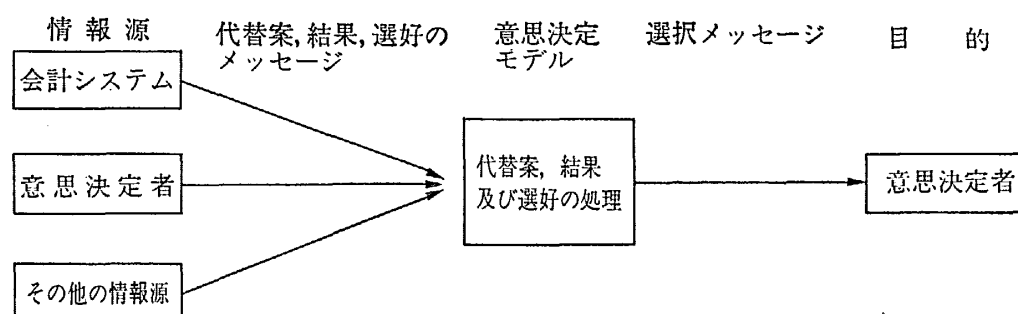 情報源
代替案,結果,選好の
メッセージ
意思決定
モデル
選択メッセージ
目的
会計システム
意思決定者
その他の情報源
代替案,結果
及び選好の処理
意思決定者